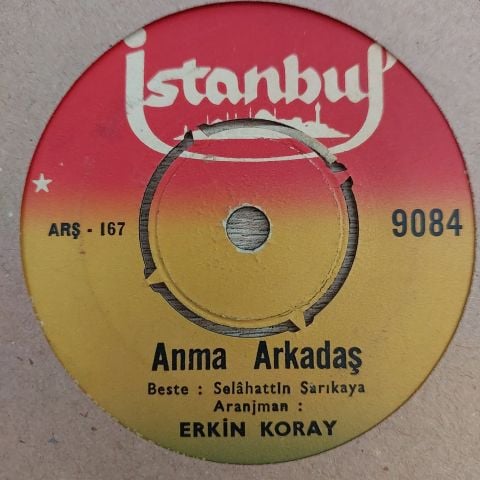 İstanbul
ARŞ - 167
9084
Anma Arkadaş
Beste : Selâhattin Sarıkaya
Aranjman :
ERKİN KORAY